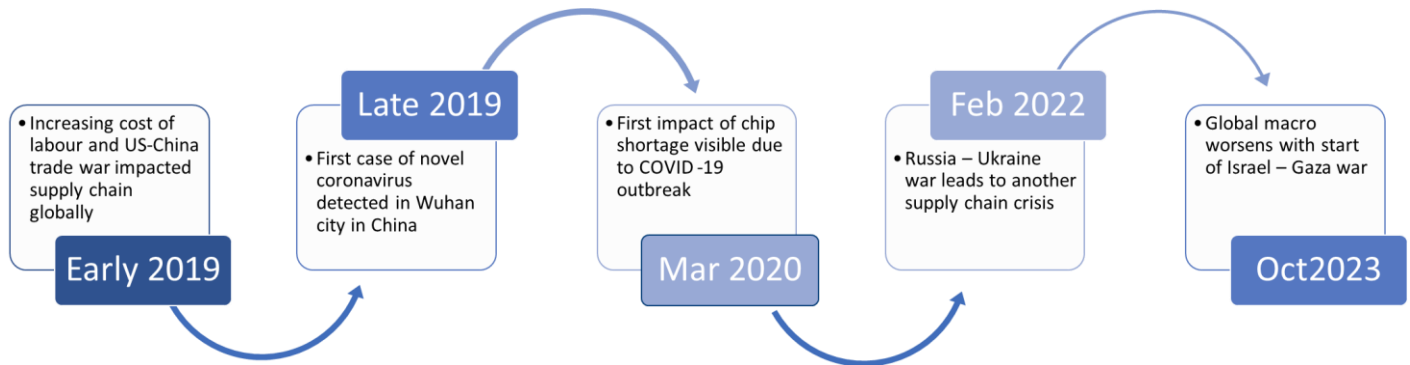 • Increasing cost of
labour and US-China
trade war impacted
supply chain
globally
Early 2019
Late 2019
• First case of novel
coronavirus
detected in Wuhan
city in China
• First impact of chip
shortage visible due
to COVID -19
outbreak
Mar 2020
Feb 2022
• Russia – Ukraine
war leads to another
supply chain crisis
• Global macro
worsens with start
of Israel – Gaza war
Oct2023